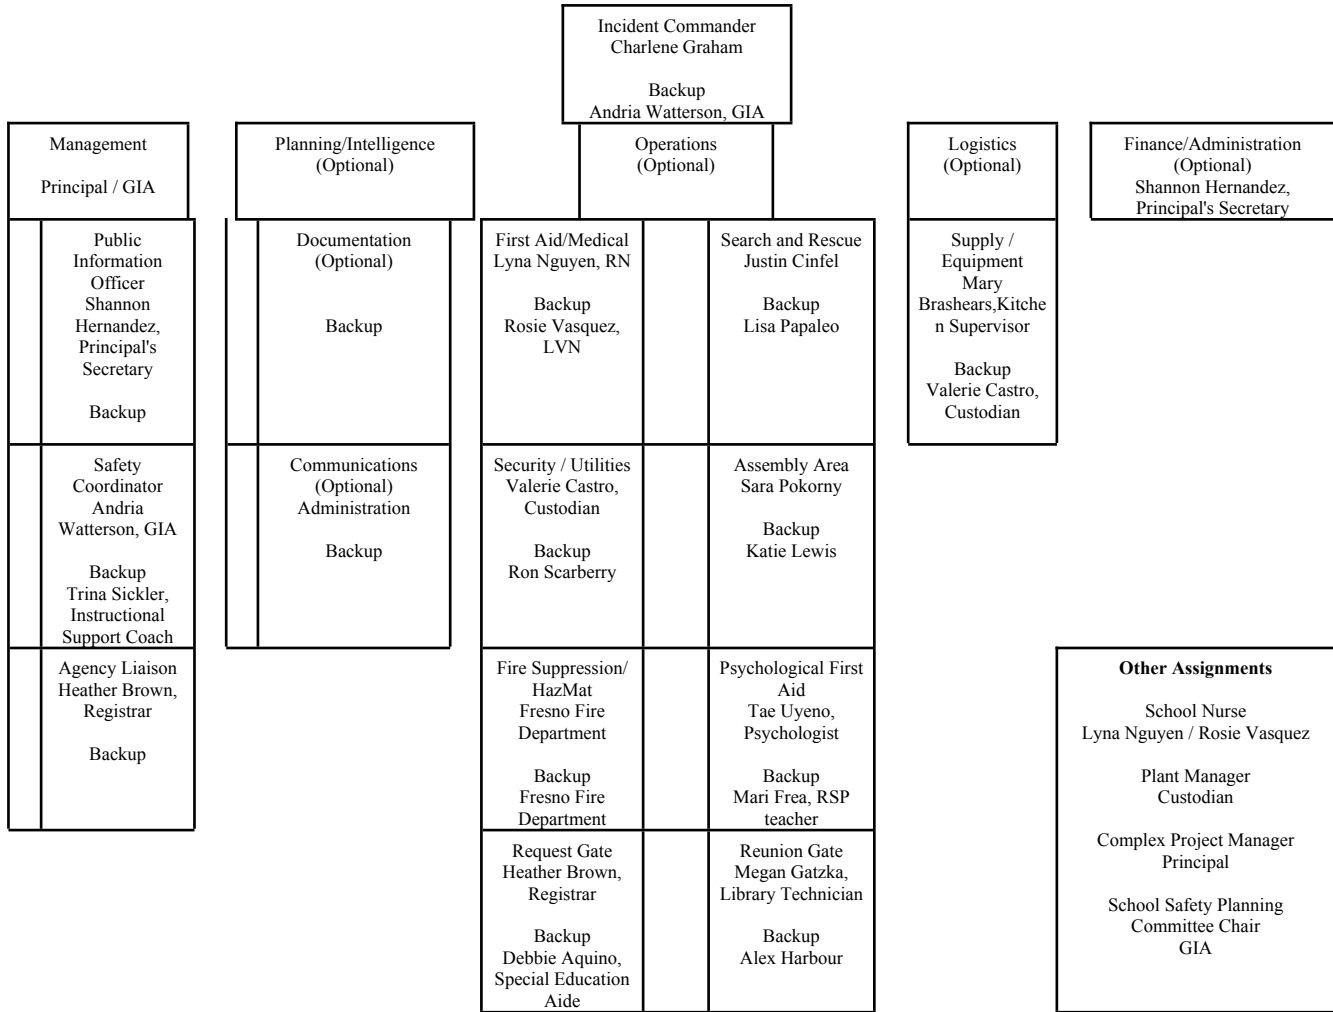 Incident Commander
Charlene Graham
Backup
Andria Watterson, GIA
Management
Principal / GIA
Planning/Intelligence
(Optional)
Operations
(Optional)
Logistics
(Optional)
Finance/Administration
(Optional)
Shannon Hernandez,
Principal's Secretary
Public
Information
Officer
Shannon
Hernandez,
Principal's
Secretary
Backup
Documentation
(Optional)
Backup
First Aid/Medical
Lyna Nguyen, RN
Backup
Rosie Vasquez,
LVN
Search and Rescue
Justin Cinfel
Backup
Lisa Papaleo
Supply /
Equipment
Mary
Brashears,Kitche
n Supervisor
Backup
Valerie Castro,
Custodian
Safety
Coordinator
Andria
Watterson, GIA
Backup
Trina Sickler,
Instructional
Support Coach
Communications
(Optional)
Administration
Backup
Security / Utilities
Valerie Castro,
Custodian
Backup
Ron Scarberry
Assembly Area
Sara Pokorny
Backup
Katie Lewis
Agency Liaison
Heather Brown,
Registrar
Backup
Fire Suppression/
HazMat
Fresno Fire
Department
Backup
Fresno Fire
Department
Psychological First
Aid
Tae Uyeno,
Psychologist
Backup
Mari Frea, RSP
teacher
Other Assignments
School Nurse
Lyna Nguyen / Rosie Vasquez
Plant Manager
Custodian
Complex Project Manager
Principal
School Safety Planning
Committee Chair
GIA
Request Gate
Heather Brown,
Registrar
Backup
Debbie Aquino,
Special Education
Aide
Reunion Gate
Megan Gatzka,
Library Technician
Backup
Alex Harbour